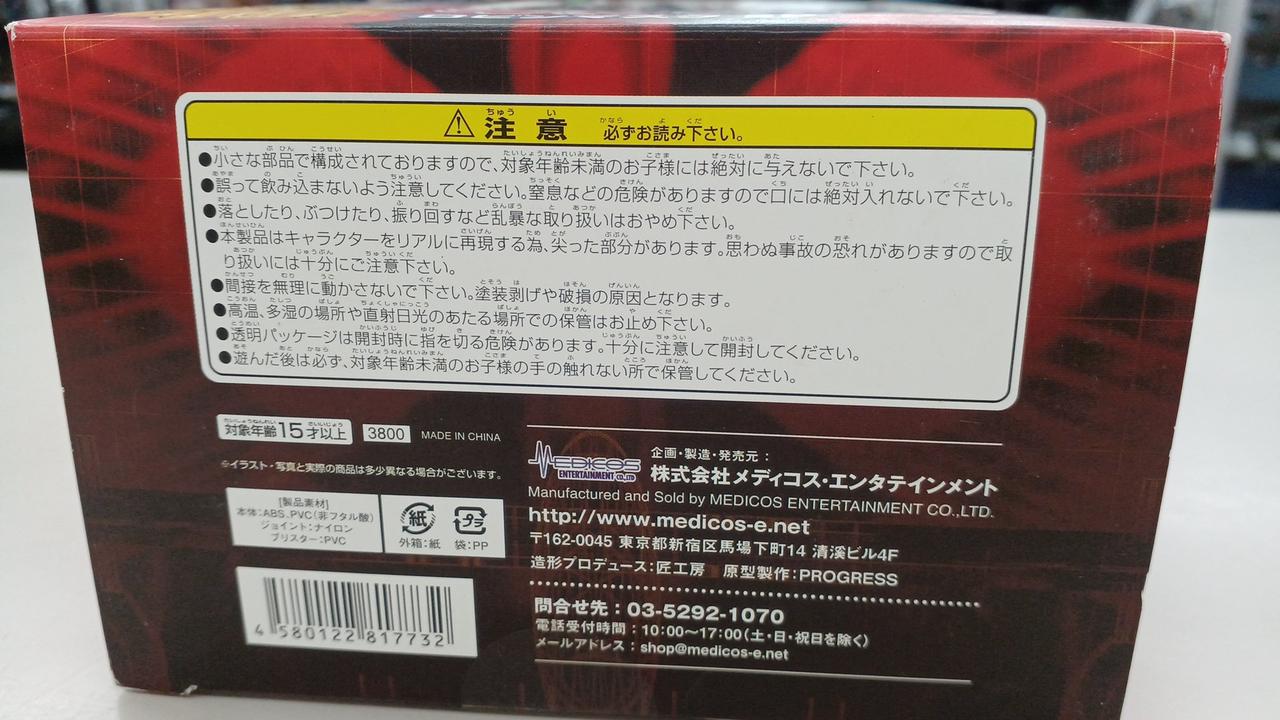 注意 必ずお読み下さい。
●小さな部品で構成されておりますので、対象年齢未満のお子様には絶対に与えないで下さい。
●誤って飲み込まないよう注意してください。窒息などの危険がありますので口には絶対入れないで下さい。
●落としたり、ぶつけたり、振り回すなど乱暴な取り扱いはおやめ下さい。
●本製品はキャラクターをリアルに再現する為、尖った部分があります。思わぬ事故の恐れがありますので取
り扱いには十分にご注意下さい。
●間接を無理に動かさないで下さい。塗装剥げや破損の原因となります。
●高温、多湿の場所や直射日光のあたる場所での保管はお止め下さい。
●透明パッケージは開封時に指を切る危険があります。十分に注意して開封してください。
●遊んだ後は必ず、対象年齢未満のお子様の手の触れない所で保管してください。
対象年齢15才以上 3800 MADE IN CHINA
※イラスト・写真と実際の商品は多少異なる場合がございます。
[製品素材]
本体:ABS、PVC(非フタル酸)
ジョイント:ナイロン
ブリスター:PVC
紙 プラ
外箱:紙 袋:PP
4 580122 817732
MEDICOS
ENTERTAINMENT CO.,LTD
企画・製造・発売元:
株式会社メディコス・エンタテインメント
Manufactured and Sold by MEDICOS ENTERTAINMENT CO.,LTD.
http://www.medicos-e.net
〒162-0045 東京都新宿区馬場下町14 清溪ビル4F
造形プロデュース:匠工房 原型製作:PROGRESS
問合せ先:03-5292-1070
電話受付時間:10:00〜17:00(土・日・祝日を除く)
メールアドレス:shop@medicos-e.net